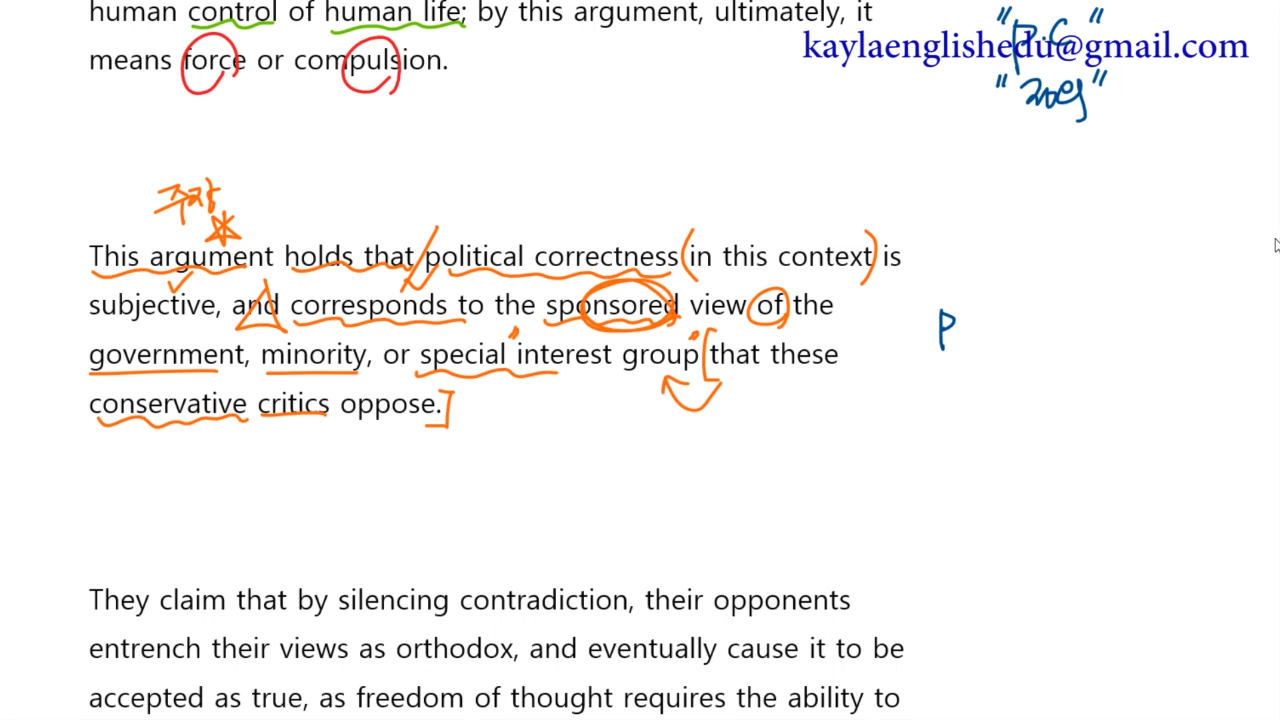 human control of human life; by this argument, ultimately, it
means force or compulsion.
"P.C"
kaylaenglishedu@gmail.com
주장
This argument holds that political correctness in this context is
subjective, and corresponds to the sponsored view of the
government, minority, or special interest group that these
conservative critics oppose.
P
They claim that by silencing contradiction, their opponents
entrench their views as orthodox, and eventually cause it to be
accepted as true, as freedom of thought requires the ability to